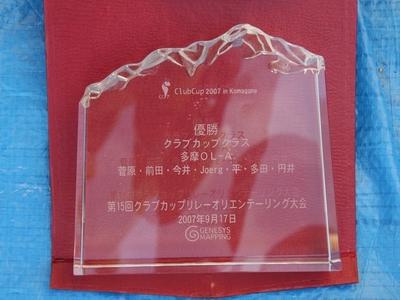 ClubCup 2007 in Komagane
優勝
クラブカップクラス
多摩OL-A
菅原・前田・今井・Joerg・平・多田・円井
第15回クラブカップリレーオリエンテーリング大会
2007年9月17日
GENESYS
MAPPING